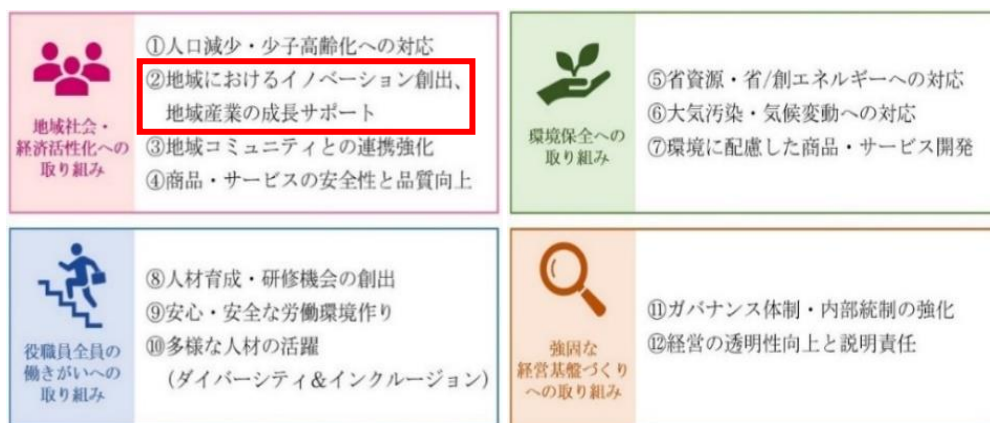 地域社会・
経済活性化への
取り組み
①人口減少・少子高齢化への対応
②地域におけるイノベーション創出、
地域産業の成長サポート
③地域コミュニティとの連携強化
④商品・サービスの安全性と品質向上
環境保全への
取り組み
⑤省資源・省/創エネルギーへの対応
⑥大気汚染・気候変動への対応
⑦環境に配慮した商品・サービス開発
役職員全員の
働きがいへの
取り組み
⑧人材育成・研修機会の創出
⑨安心・安全な労働環境作り
⑩多様な人材の活躍
(ダイバーシティ&インクルージョン)
強固な
経営基盤づくり
への取り組み
⑪ガバナンス体制・内部統制の強化
⑫経営の透明性向上と説明責任